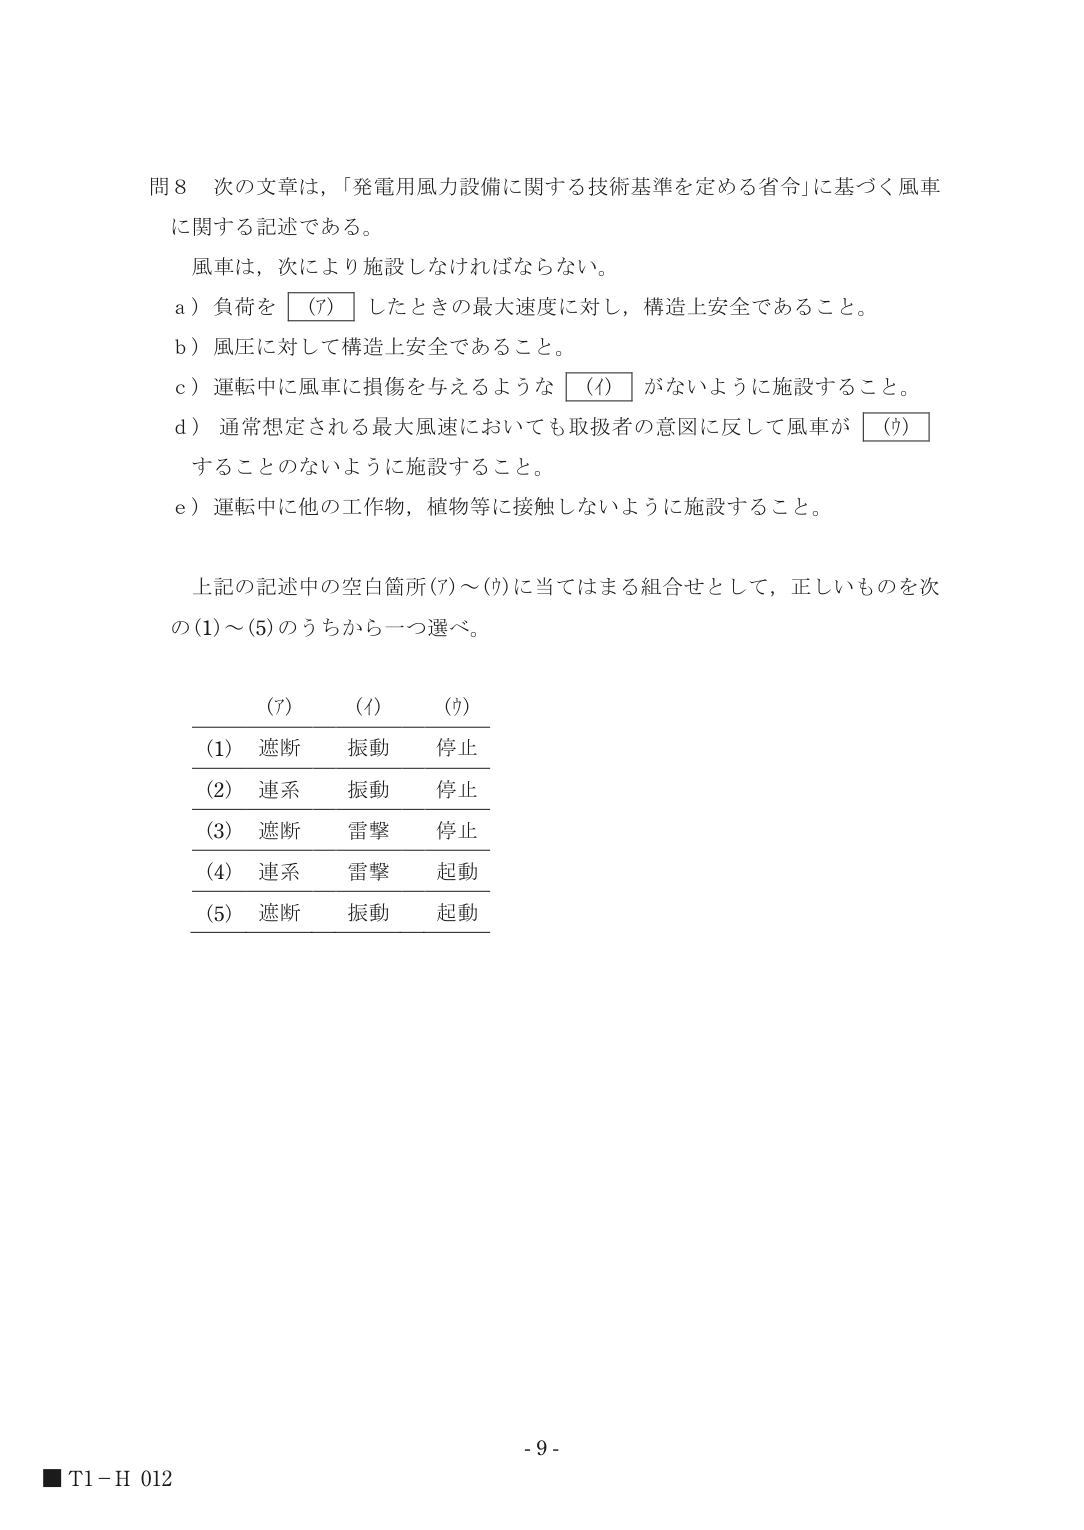 問８　次の文章は，「発電用風力設備に関する技術基準を定める省令」に基づく風車
に関する記述である。
風車は，次により施設しなければならない。
a）負荷を (ア) したときの最大速度に対し，構造上安全であること。
b）風圧に対して構造上安全であること。
c）運転中に風車に損傷を与えるような (イ) がないように施設すること。
d） 通常想定される最大風速においても取扱者の意図に反して風車が (ウ)
することのないように施設すること。
e）運転中に他の工作物，植物等に接触しないように施設すること。
上記の記述中の空白箇所(ア)～(ウ)に当てはまる組合せとして，正しいものを次
の(1)～(5)のうちから一つ選べ。
(ア) (イ) (ウ)
(1) 遮断 振動 停止
(2) 連系 振動 停止
(3) 遮断 雷撃 停止
(4) 連系 雷撃 起動
(5) 遮断 振動 起動
- 9 -
■ T1－H 012